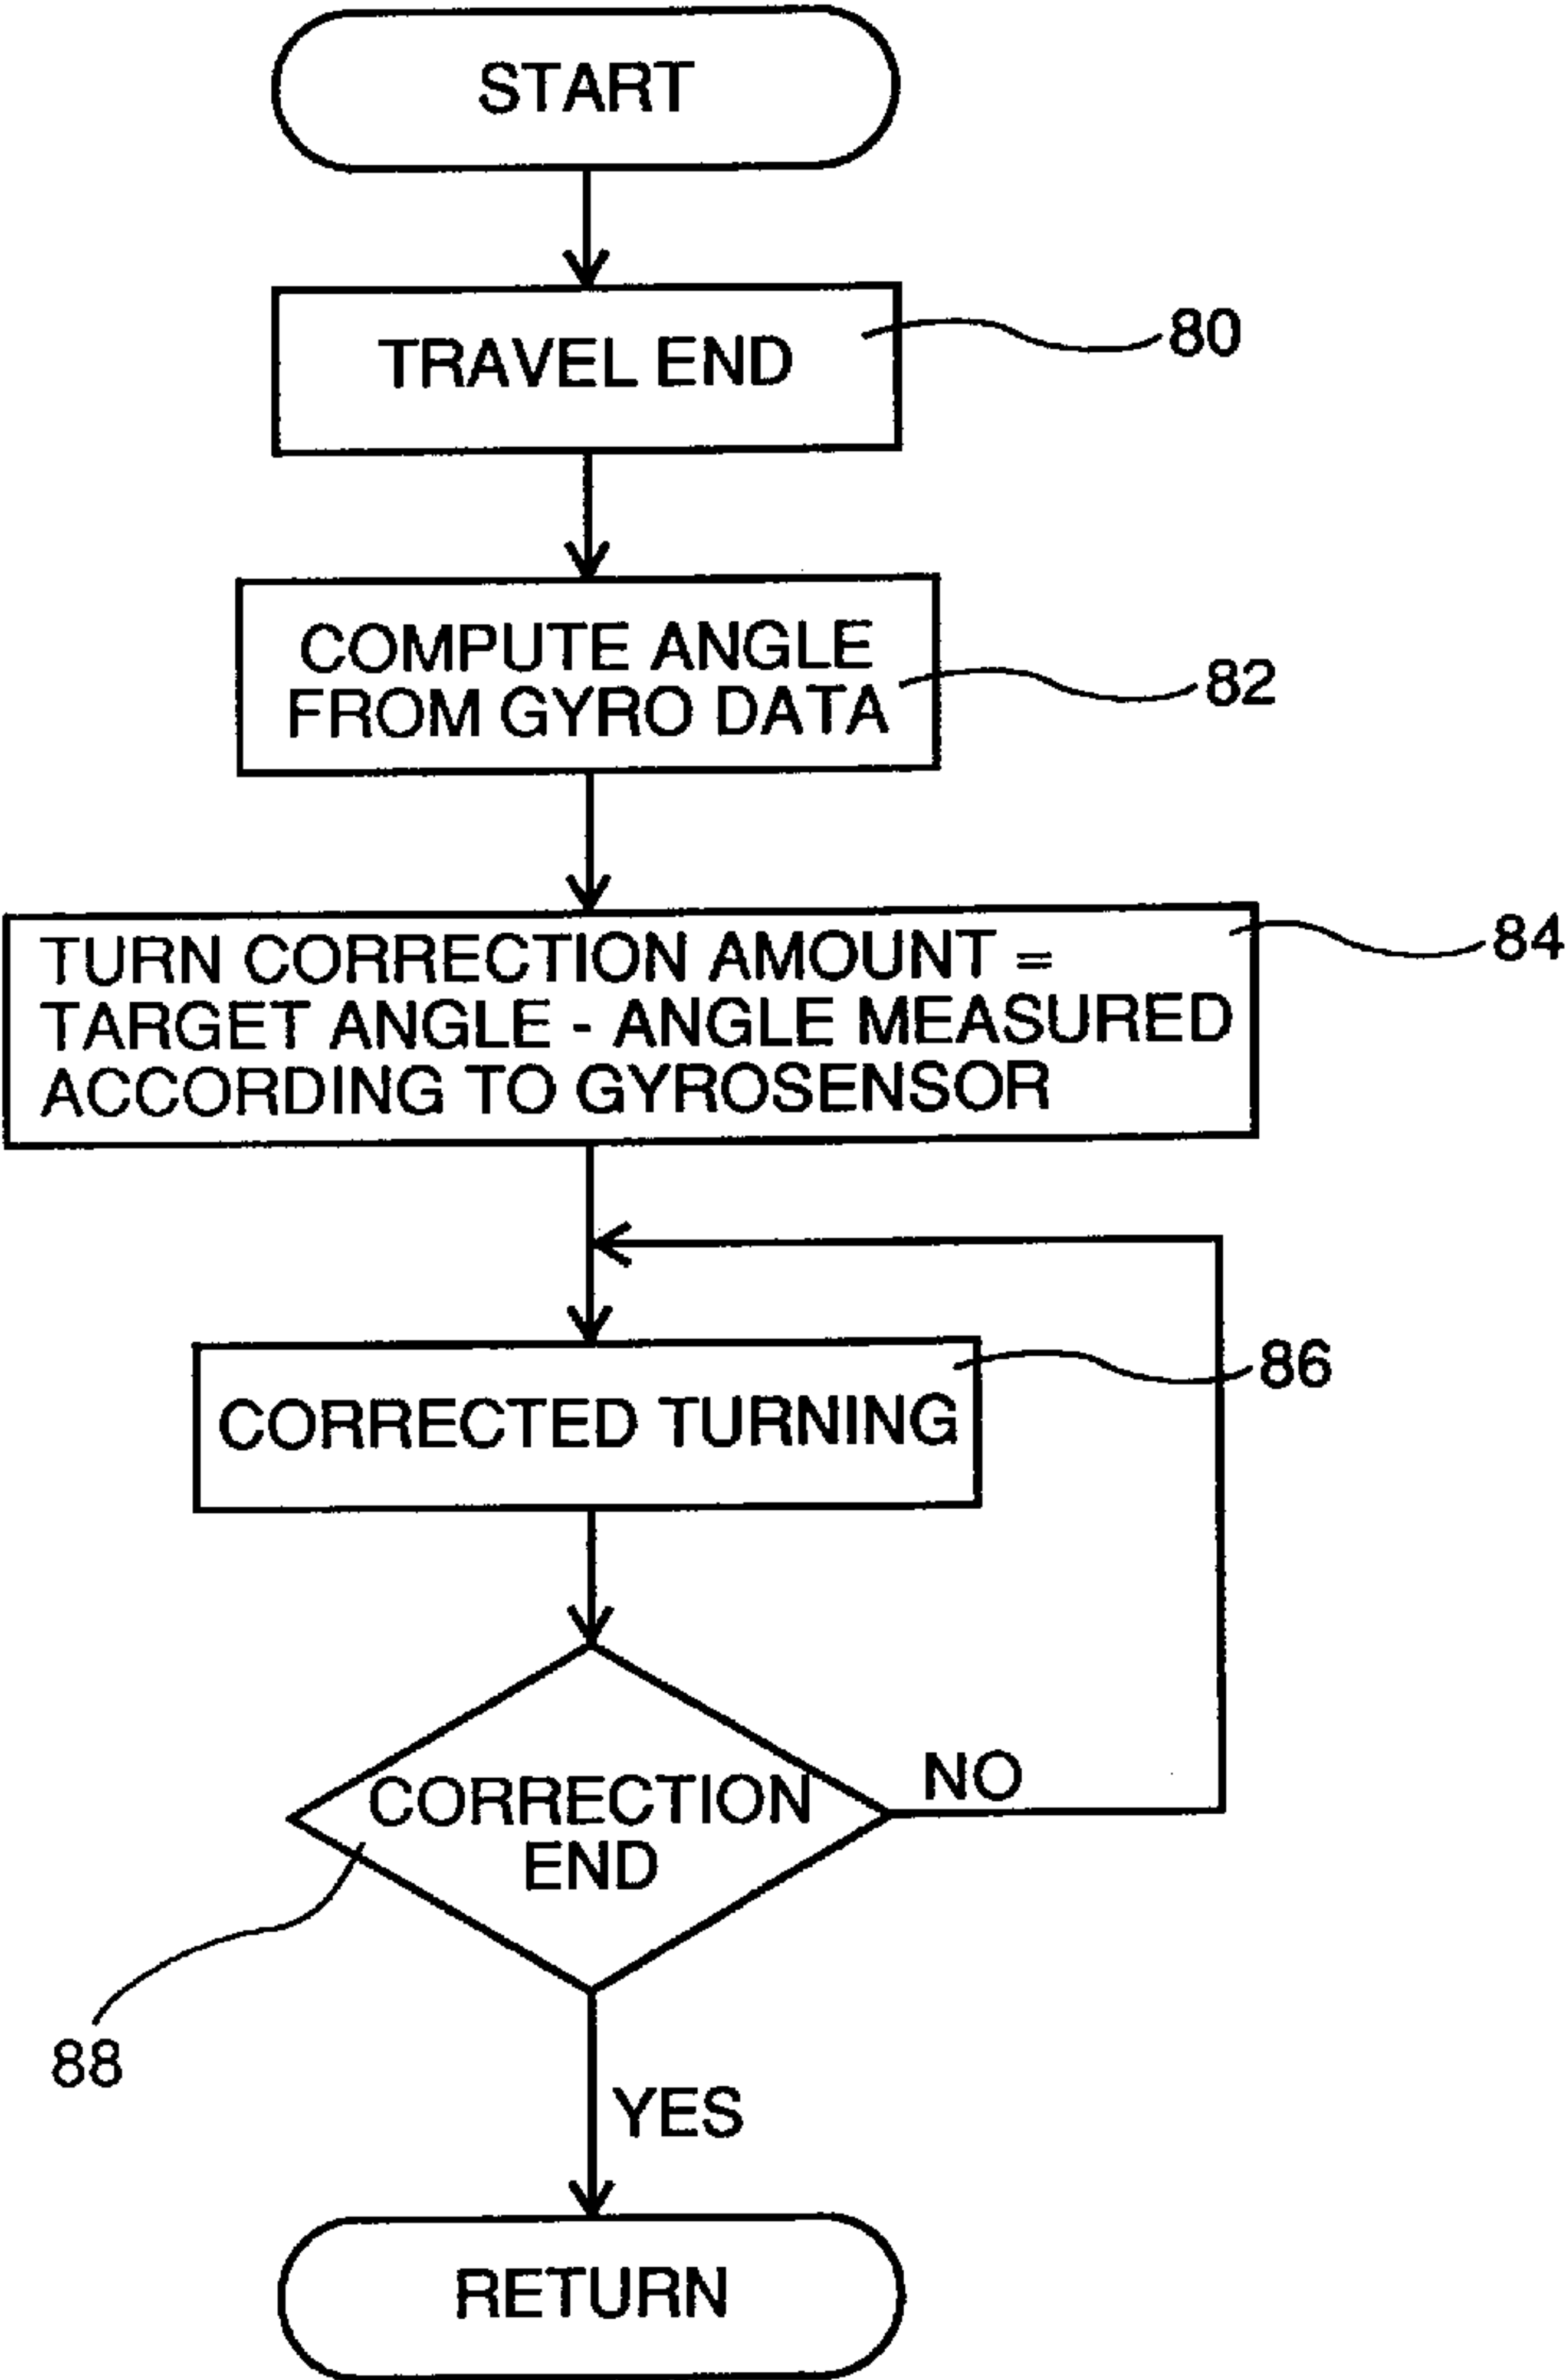 START
TRAVEL END
80
COMPUTE ANGLE
FROM GYRO DATA
82
TURN CORRECTION AMOUNT =
TARGET ANGLE - ANGLE MEASURED
ACCORDING TO GYROSENSOR
84
CORRECTED TURNING
86
CORRECTION
END
NO
88
YES
RETURN